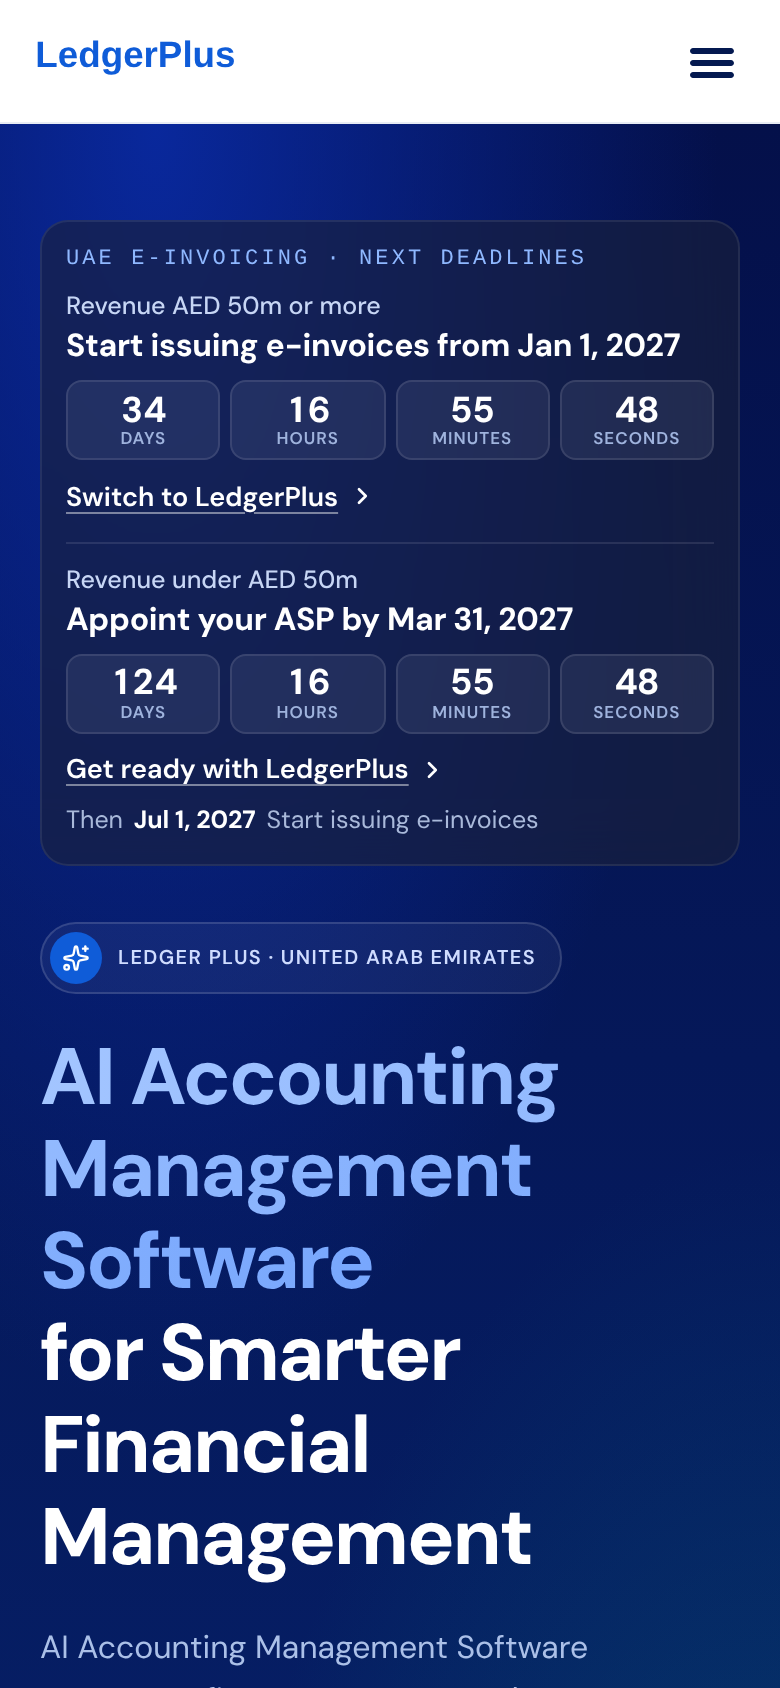 LedgerPlus
UAE E-INVOICING · NEXT DEADLINES
Revenue AED 50m or more
Start issuing e-invoices from Jan 1, 2027
34 16 55 48
DAYS HOURS MINUTES SECONDS
Switch to LedgerPlus
Revenue under AED 50m
Appoint your ASP by Mar 31, 2027
124 16 55 48
DAYS HOURS MINUTES SECONDS
Get ready with LedgerPlus
Then Jul 1, 2027 Start issuing e-invoices
LEDGER PLUS · UNITED ARAB EMIRATES
AI Accounting
Management
Software
for Smarter
Financial
Management
AI Accounting Management Software